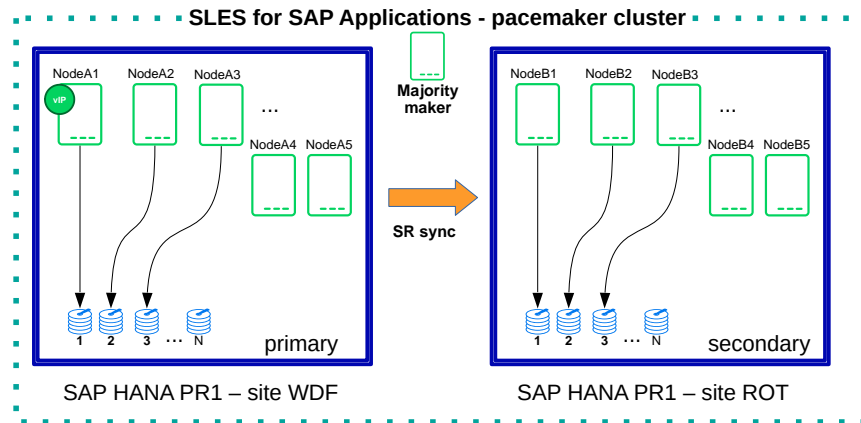 SLES for SAP Applications - pacemaker cluster
NodeA1 NodeA2 NodeA3
vIP
...
NodeA4 NodeA5
1 2 3 ... N
primary
SAP HANA PR1 – site WDF
Majority
maker
SR sync
NodeB1 NodeB2 NodeB3
...
NodeB4 NodeB5
1 2 3 ... N
secondary
SAP HANA PR1 – site ROT